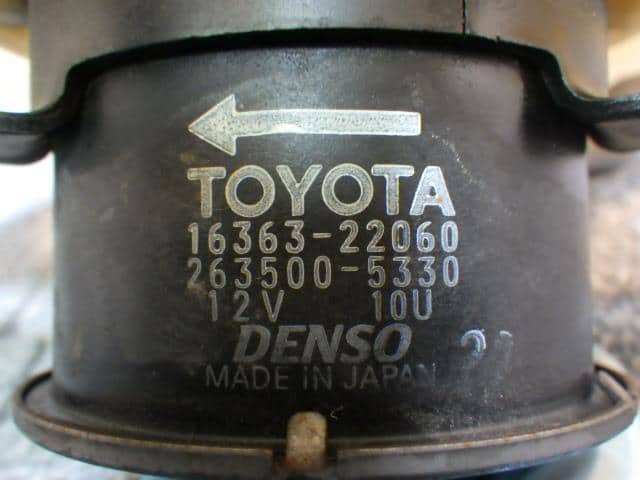 TOYOTA
16363-22060
263500-5330
12V 10U
DENSO
MADE IN JAPAN